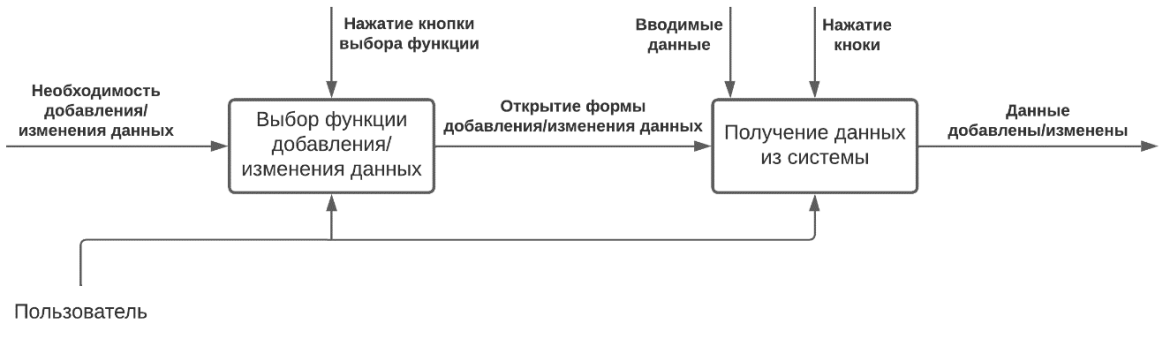 Нажатие кнопки
выбора функции
Вводимые
данные
Нажатие
кноки
Необходимость
добавления/
изменения данных
Выбор функции
добавления/
изменения данных
Открытие формы
добавления/изменения данных
Получение данных
из системы
Данные
добавлены/изменены
Пользователь